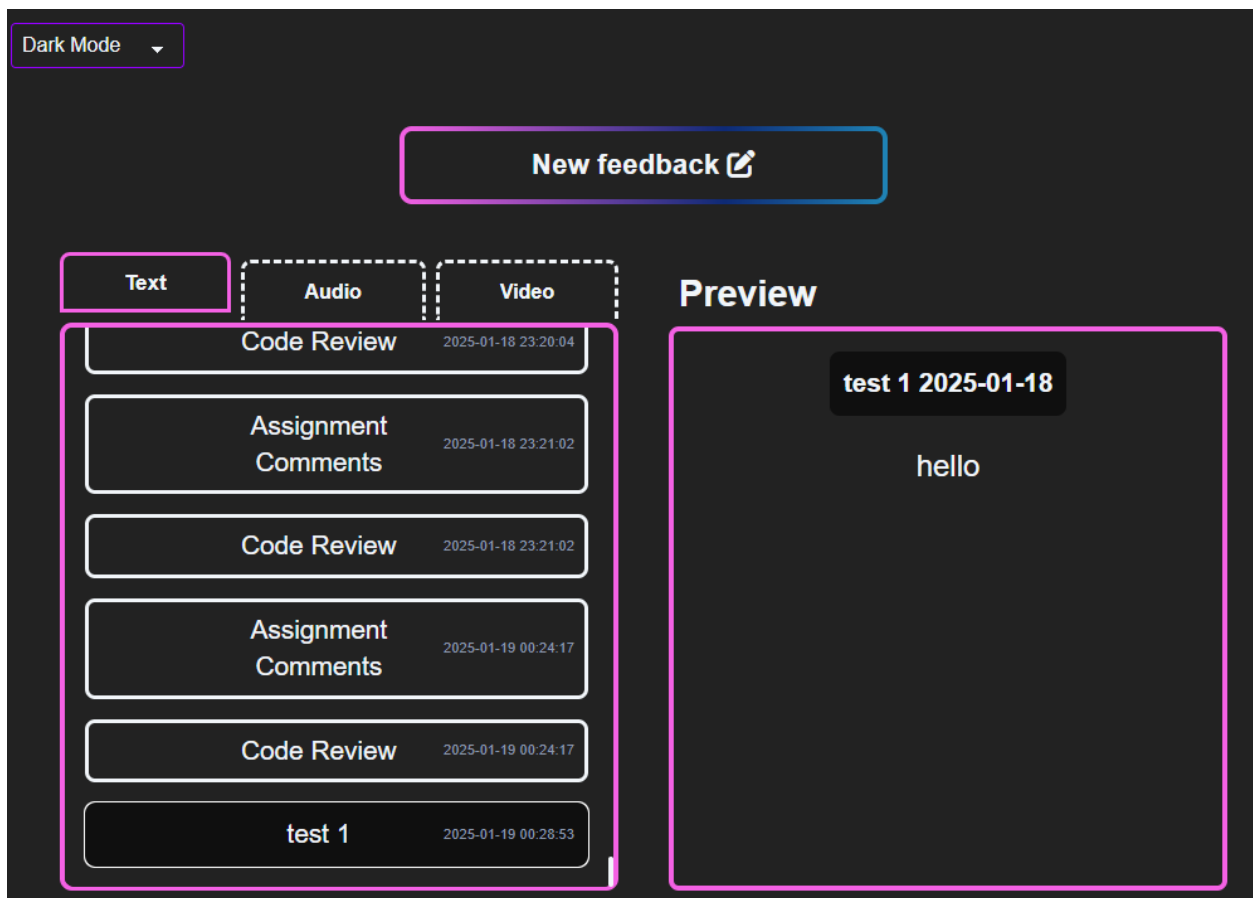 Dark Mode
New feedback
Text
Audio
Video
Preview
Code Review 2025-01-18 23:20:04
Assignment
Comments
2025-01-18 23:21:02
Code Review 2025-01-18 23:21:02
Assignment
Comments
2025-01-19 00:24:17
Code Review 2025-01-19 00:24:17
test 1 2025-01-19 00:28:53
test 1 2025-01-18
hello